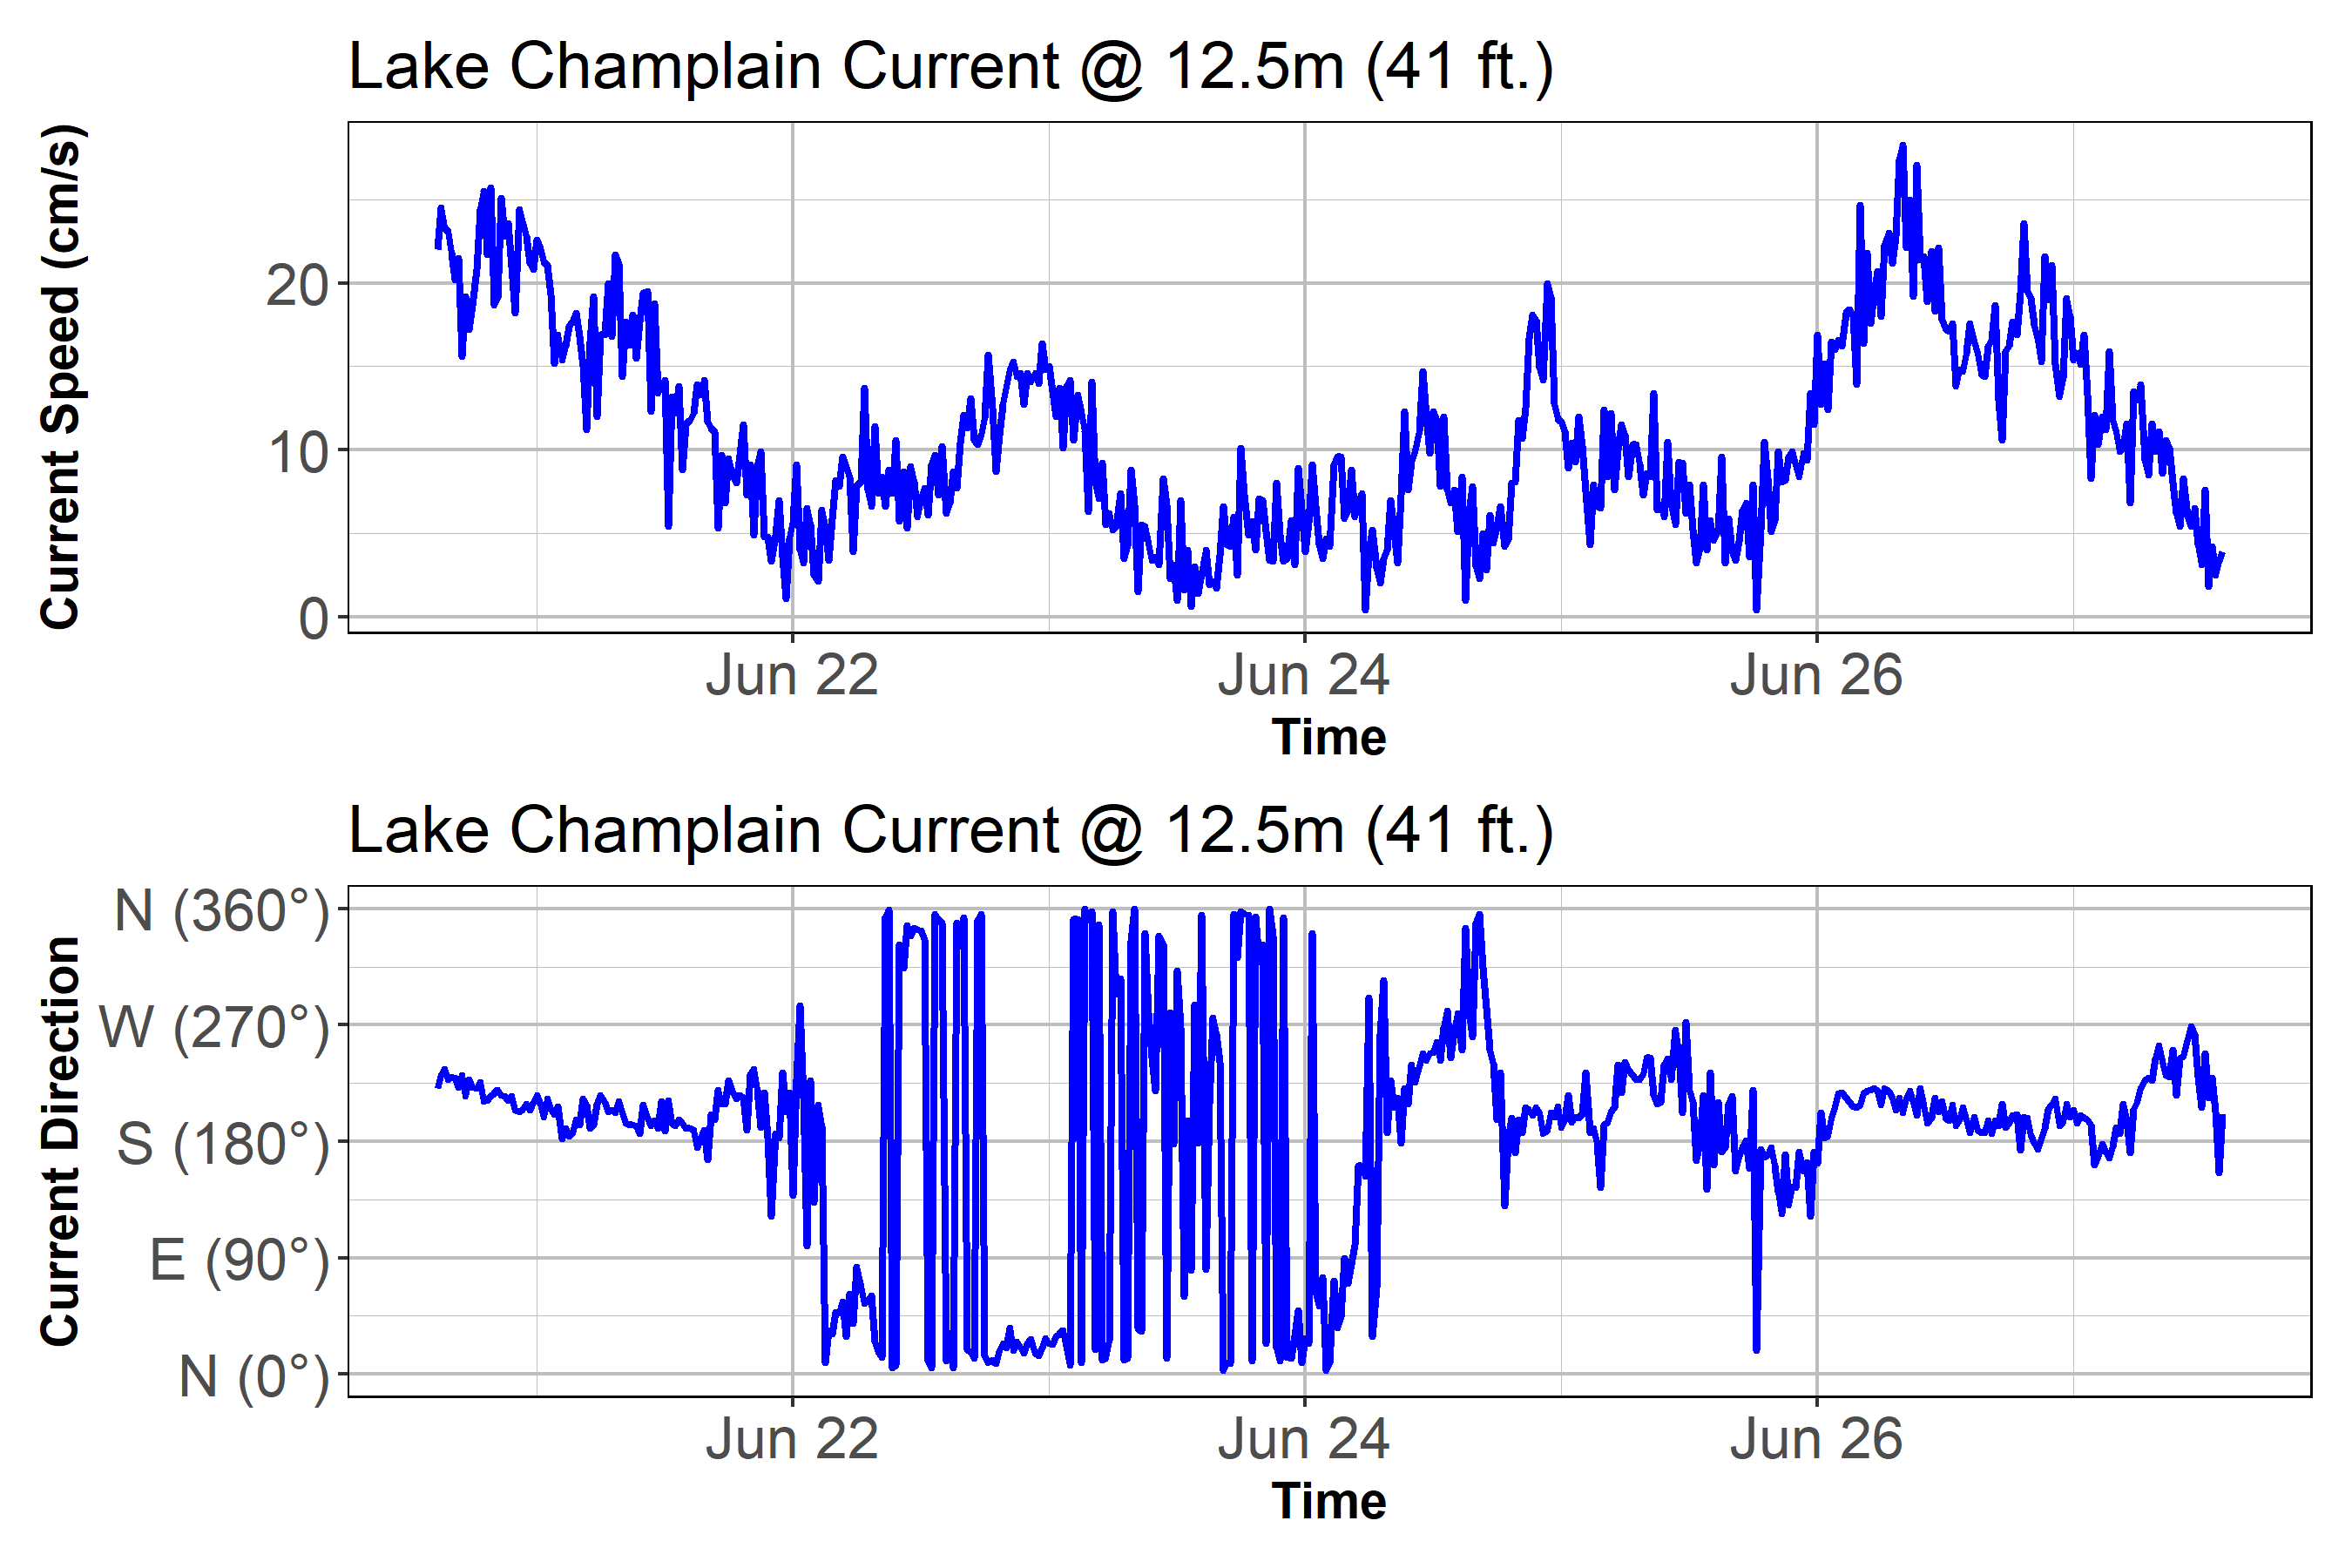 Lake Champlain Current @ 12.5m (41 ft.)
Current Speed (cm/s)
20
10
0
Jun 22 Jun 24 Jun 26
Time
Lake Champlain Current @ 12.5m (41 ft.)
Current Direction
N (360°)
W (270°)
S (180°)
E (90°)
N (0°)
Jun 22 Jun 24 Jun 26
Time